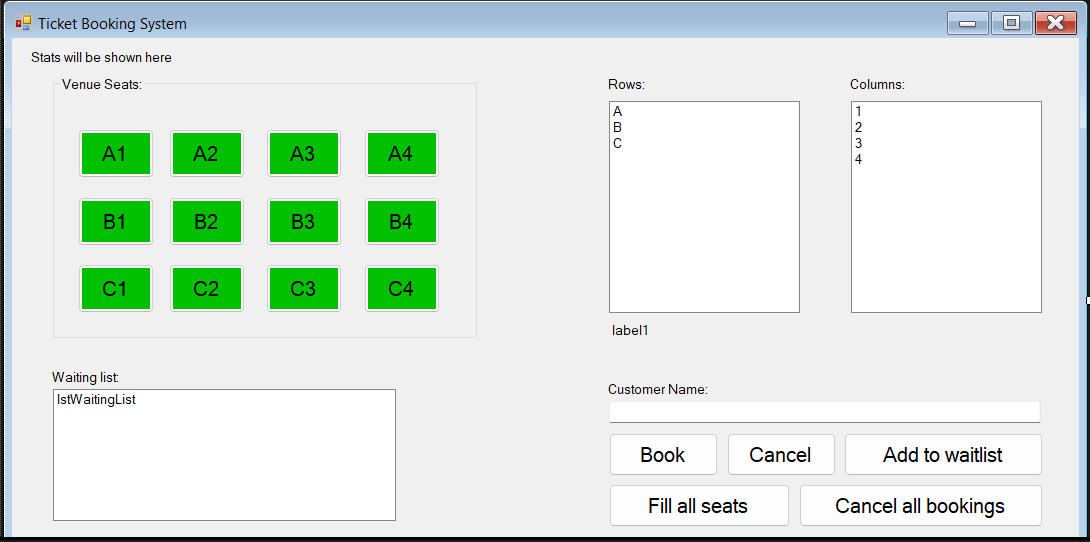 Ticket Booking System
Stats will be shown here
Venue Seats:
A1 A2 A3 A4
B1 B2 B3 B4
C1 C2 C3 C4
Rows:
A
B
C
Columns:
1
2
3
4
label1
Waiting list:
lstWaitingList
Customer Name:
Book Cancel Add to waitlist
Fill all seats Cancel all bookings